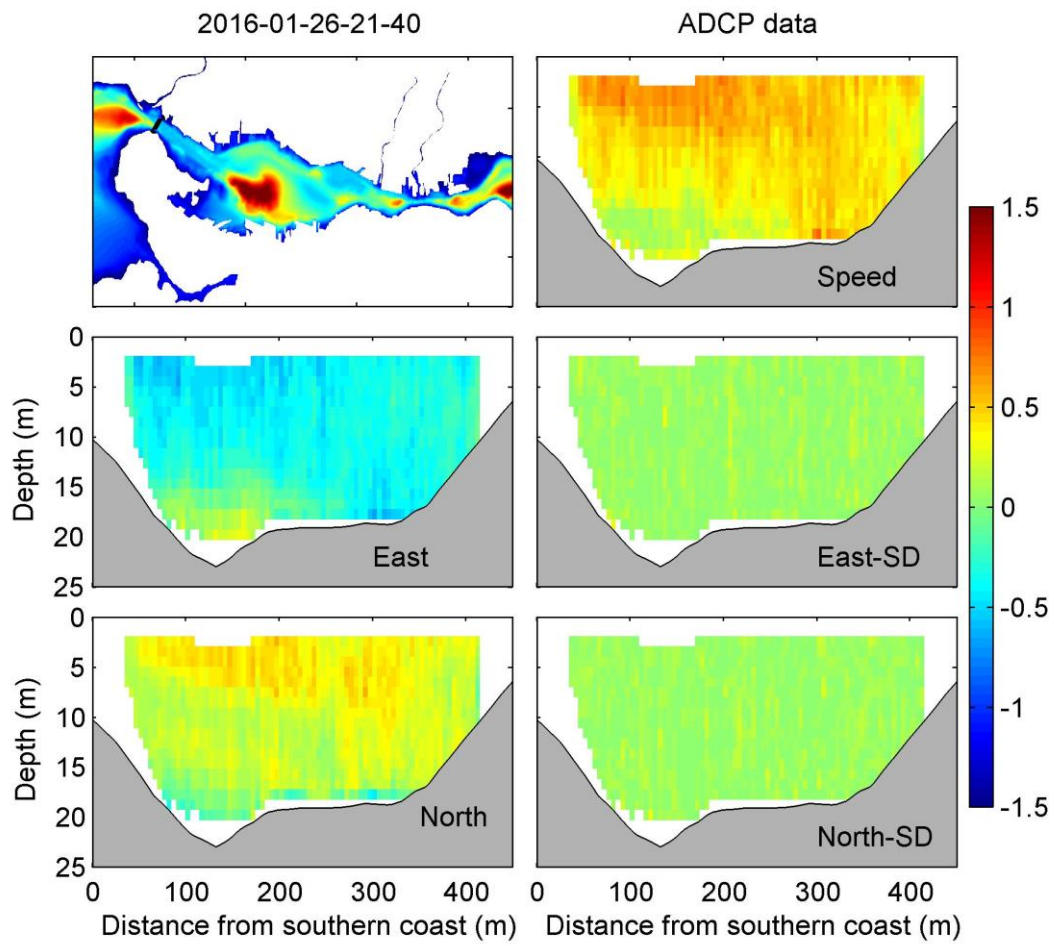 2016-01-26-21-40
ADCP data
Speed
1.5
1
0.5
0
-0.5
-1
-1.5
0
5
10
15
20
25
Depth (m)
East
East-SD
0
5
10
15
20
25
Depth (m)
North
North-SD
0 100 200 300 400
0 100 200 300 400
Distance from southern coast (m)
Distance from southern coast (m)